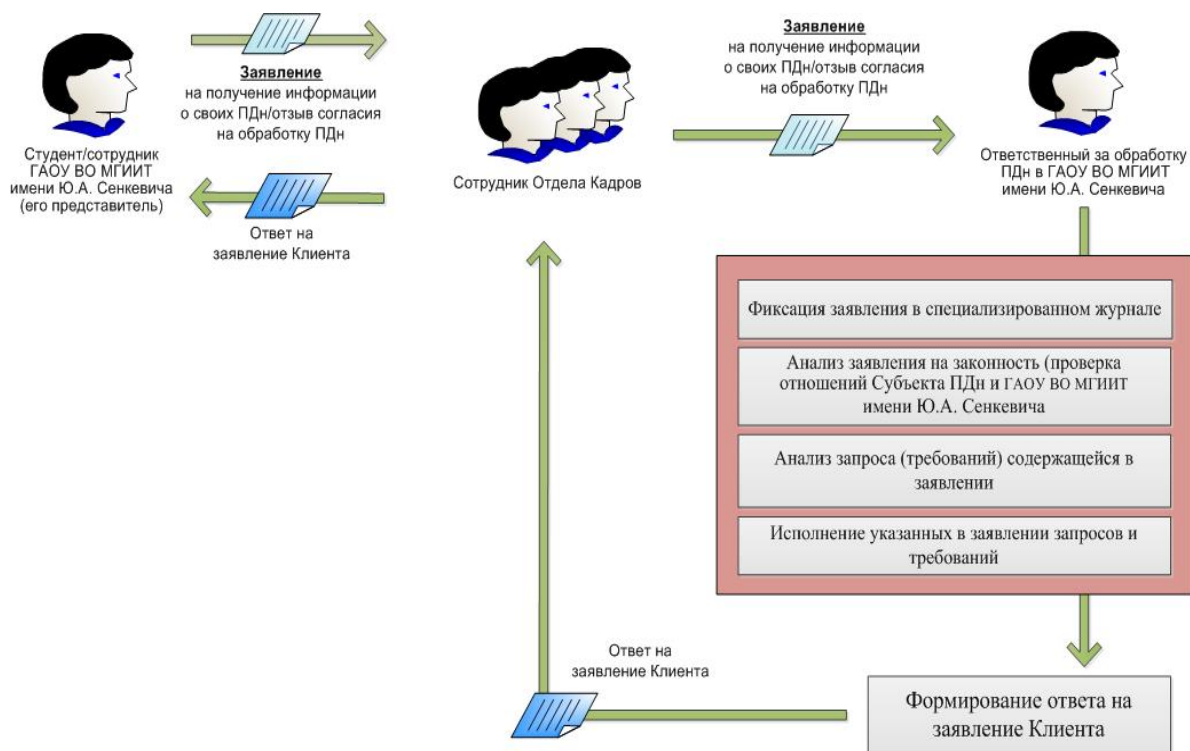 Заявление
на получение информации
о своих ПДн/отзыв согласия
на обработку ПДн
Студент/сотрудник
ГАОУ ВО МГИИТ
имени Ю.А. Сенкевича
(его представитель)
Ответ на
заявление Клиента
Сотрудник Отдела Кадров
Заявление
на получение информации
о своих ПДн/отзыв согласия
на обработку ПДн
Ответственный за обработку
ПДн в ГАОУ ВО МГИИТ
имени Ю.А. Сенкевича
Фиксация заявления в специализированном журнале
Анализ заявления на законность (проверка
отношений Субъекта ПДн и ГАОУ ВО МГИИТ
имени Ю.А. Сенкевича
Анализ запроса (требований) содержащейся в
заявлении
Исполнение указанных в заявлении запросов и
требований
Ответ на
заявление Клиента
Формирование ответа на
заявление Клиента